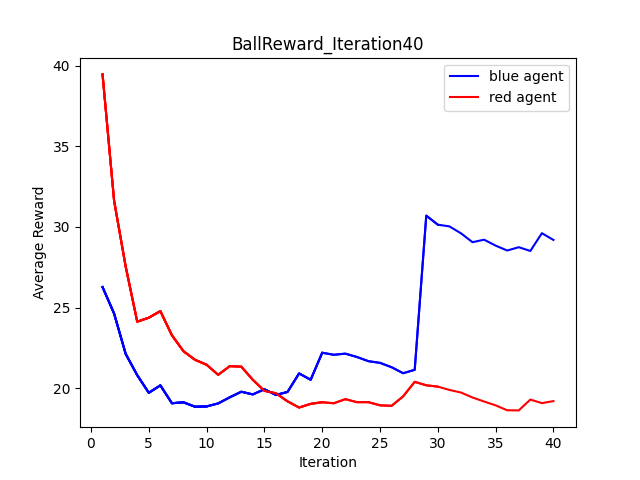 BallReward_Iteration40
blue agent
red agent
Average Reward
40
35
30
25
20
0 5 10 15 20 25 30 35 40
Iteration